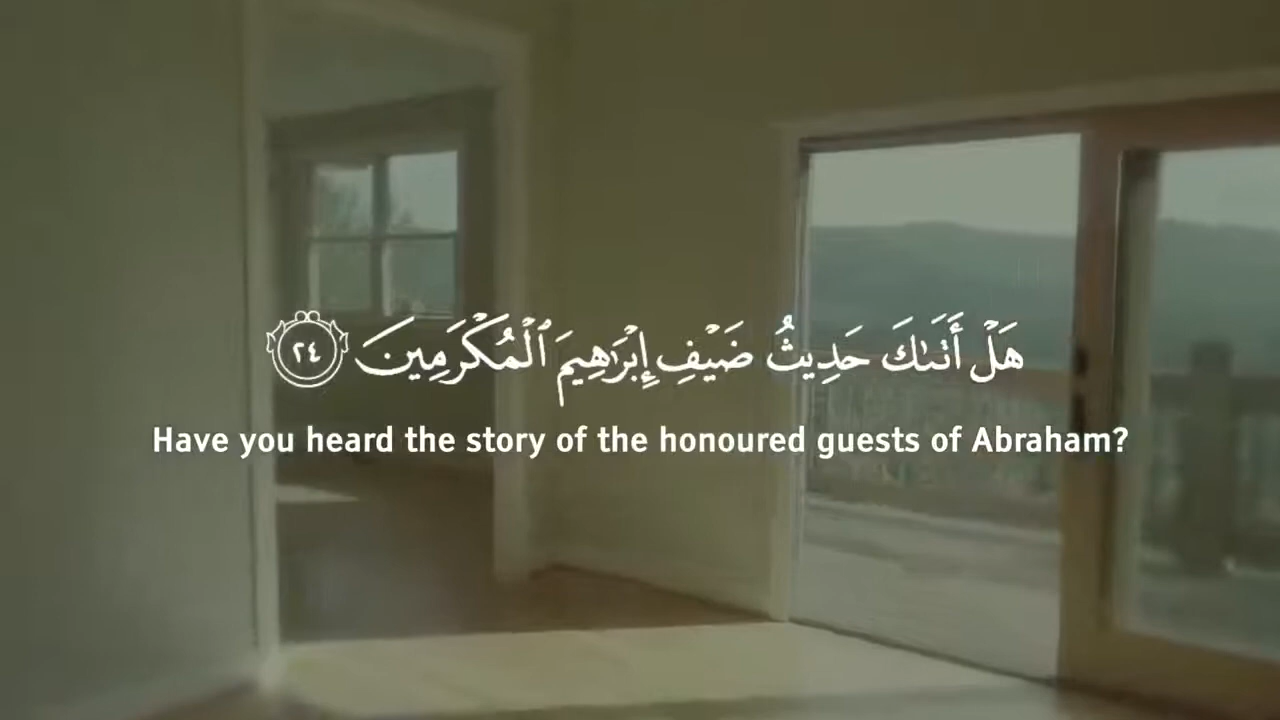 هَلْ أَتَىٰكَ حَدِيثُ ضَيْفِ إِبْرَٰهِيمَ ٱلْمُكْرَمِينَ ٢٤
Have you heard the story of the honoured guests of Abraham?